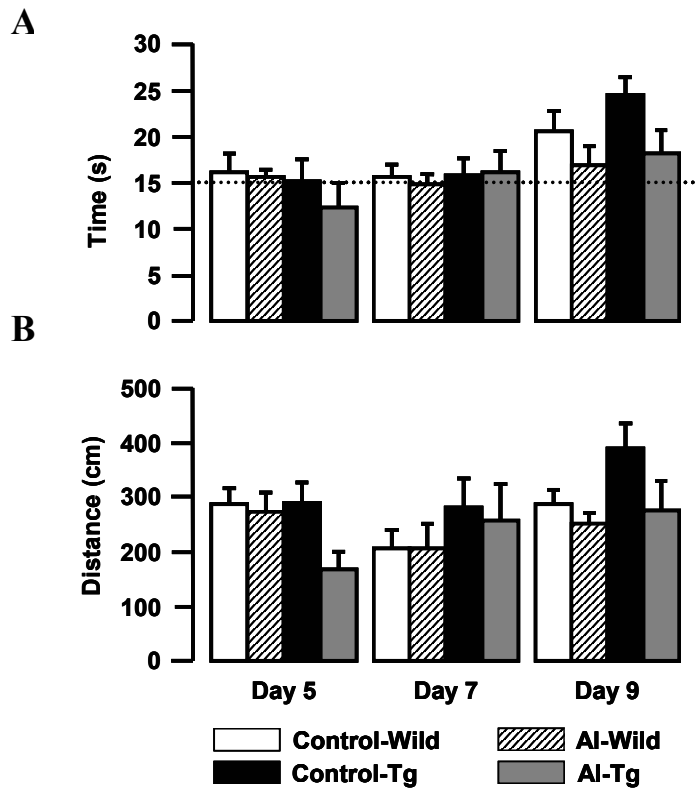 A
30
25
20
15
10
5
0
Time (s)
B
500
400
300
200
100
0
Distance (cm)
Day 5 Day 7 Day 9
Control-Wild Al-Wild
Control-Tg Al-Tg